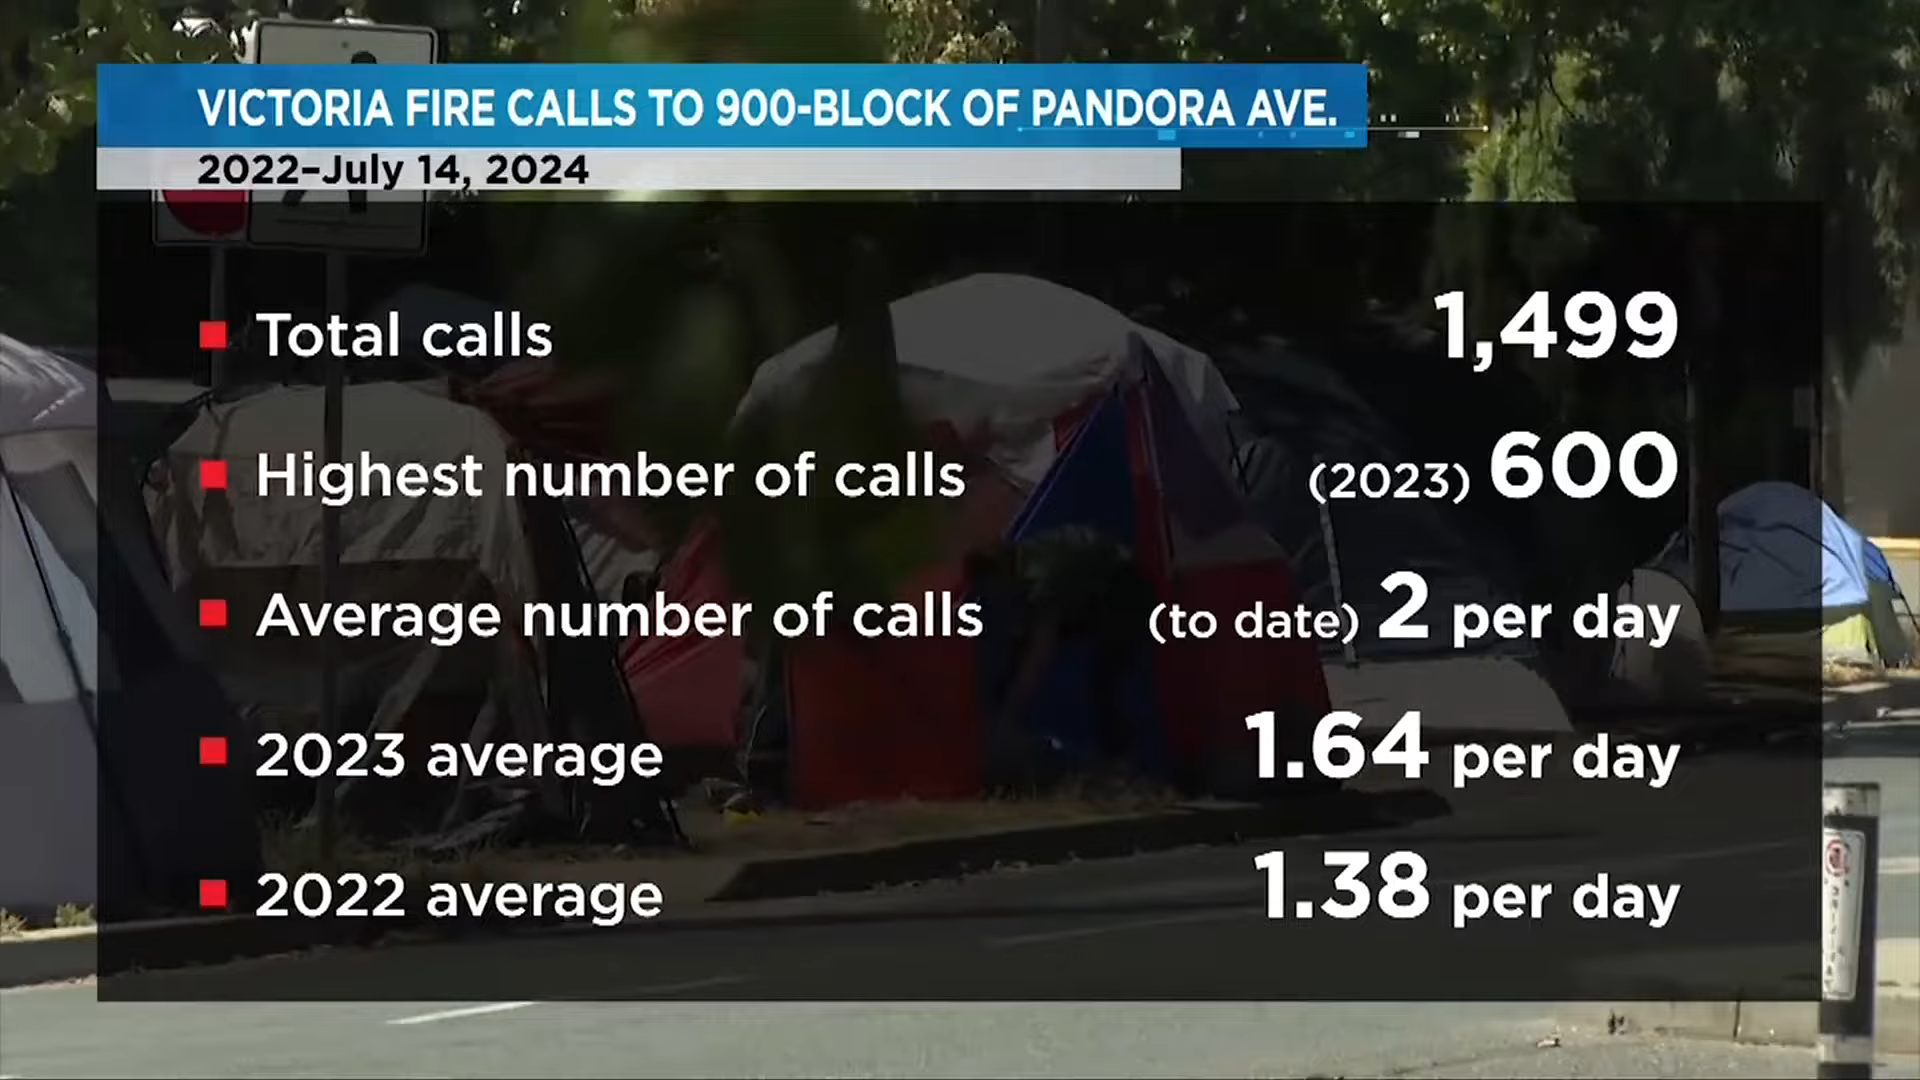 VICTORIA FIRE CALLS TO 900-BLOCK OF PANDORA AVE.
2022–July 14, 2024
Total calls 1,499
Highest number of calls (2023) 600
Average number of calls (to date) 2 per day
2023 average 1.64 per day
2022 average 1.38 per day